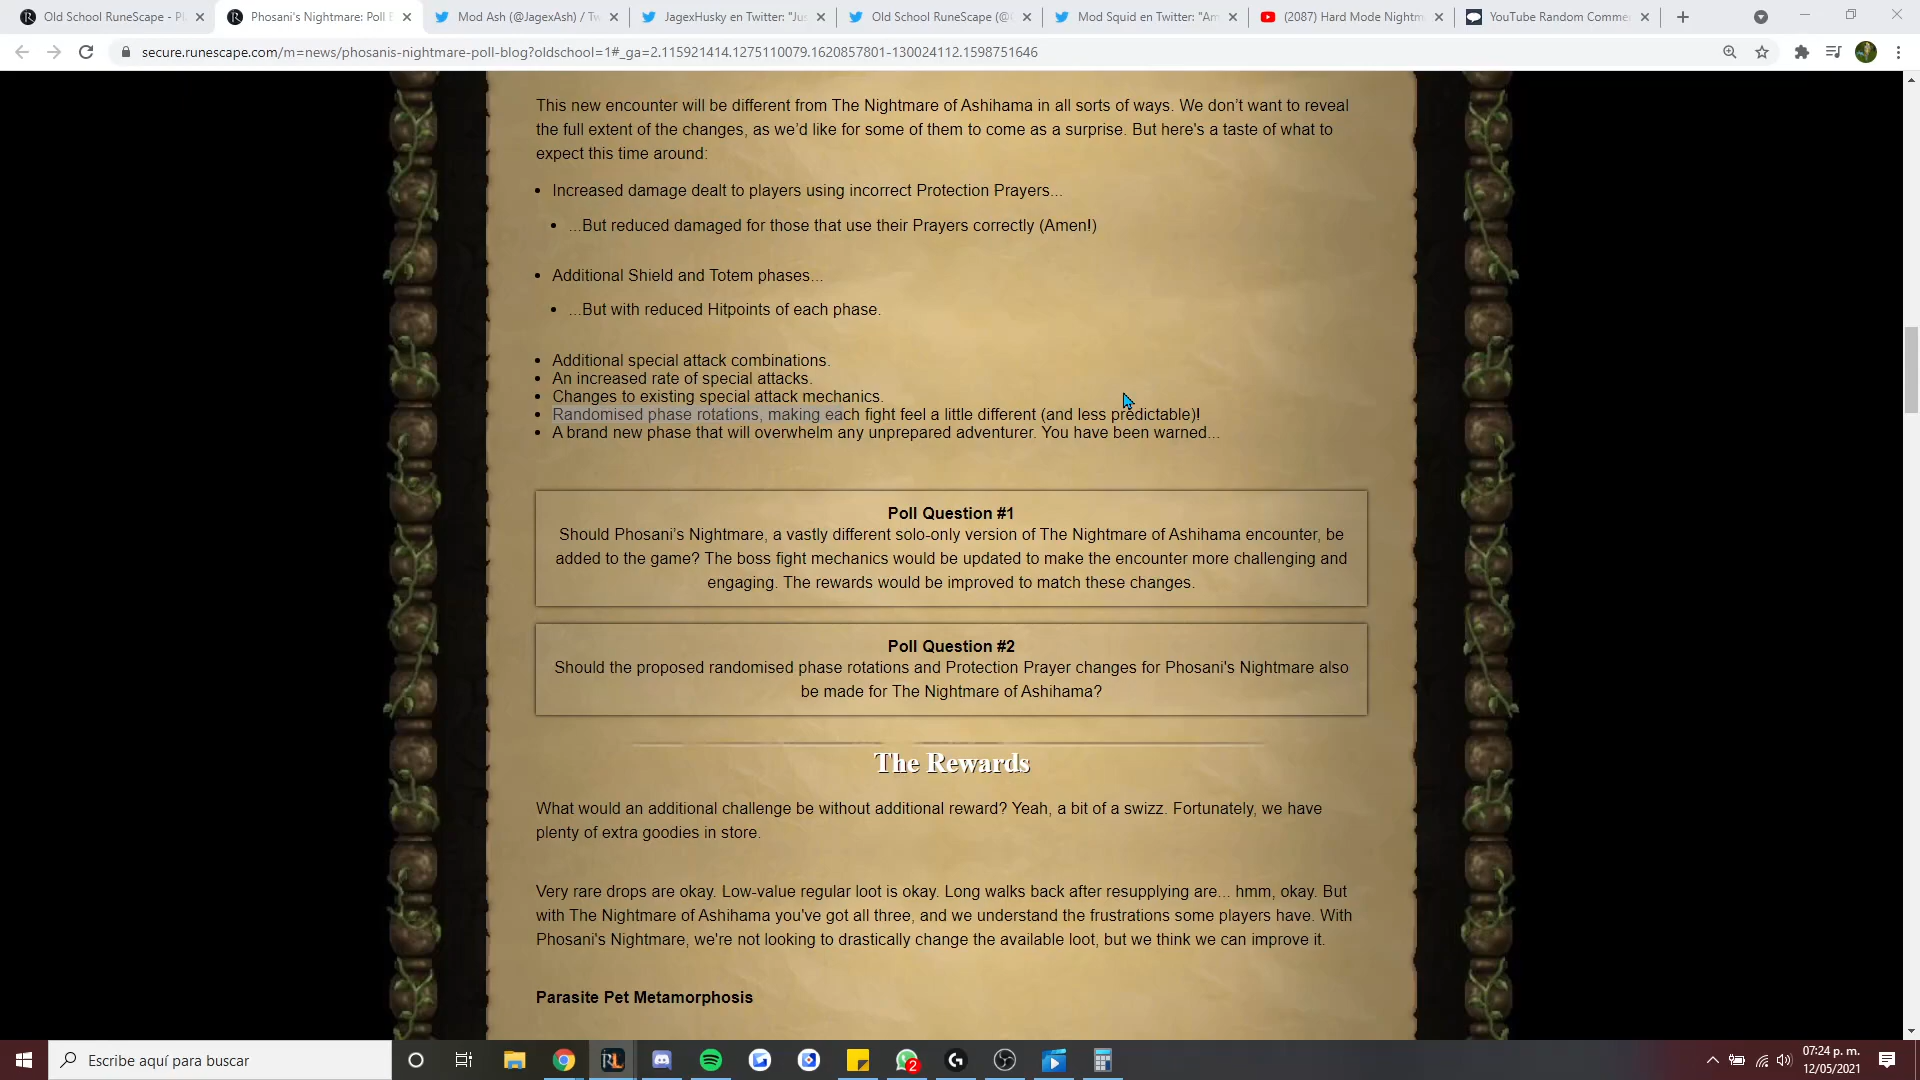 Old School RuneScape - Pl
Phosani's Nightmare: Poll B
Mod Ash (@JagexAsh) / Tw
JagexHusky en Twitter: "Jus
Old School RuneScape (@
Mod Squid en Twitter: "Am
(2087) Hard Mode Nightm
YouTube Random Comme
secure.runescape.com/m=news/phosanis-nightmare-poll-blog?oldschool=1#_ga=2.115921414.1275110079.1620857801-130024112.1598751646
This new encounter will be different from The Nightmare of Ashihama in all sorts of ways. We don’t want to reveal
the full extent of the changes, as we’d like for some of them to come as a surprise. But here's a taste of what to
expect this time around:
• Increased damage dealt to players using incorrect Protection Prayers...
• ...But reduced damaged for those that use their Prayers correctly (Amen!)
• Additional Shield and Totem phases...
• ...But with reduced Hitpoints of each phase.
• Additional special attack combinations.
• An increased rate of special attacks.
• Changes to existing special attack mechanics.
• Randomised phase rotations, making each fight feel a little different (and less predictable)!
• A brand new phase that will overwhelm any unprepared adventurer. You have been warned...
Poll Question #1
Should Phosani’s Nightmare, a vastly different solo-only version of The Nightmare of Ashihama encounter, be
added to the game? The boss fight mechanics would be updated to make the encounter more challenging and
engaging. The rewards would be improved to match these changes.
Poll Question #2
Should the proposed randomised phase rotations and Protection Prayer changes for Phosani's Nightmare also
be made for The Nightmare of Ashihama?
The Rewards
What would an additional challenge be without additional reward? Yeah, a bit of a swizz. Fortunately, we have
plenty of extra goodies in store.
Very rare drops are okay. Low-value regular loot is okay. Long walks back after resupplying are... hmm, okay. But
with The Nightmare of Ashihama you've got all three, and we understand the frustrations some players have. With
Phosani's Nightmare, we're not looking to drastically change the available loot, but we think we can improve it.
Parasite Pet Metamorphosis
Escribe aquí para buscar
2
07:24 p. m.
12/05/2021